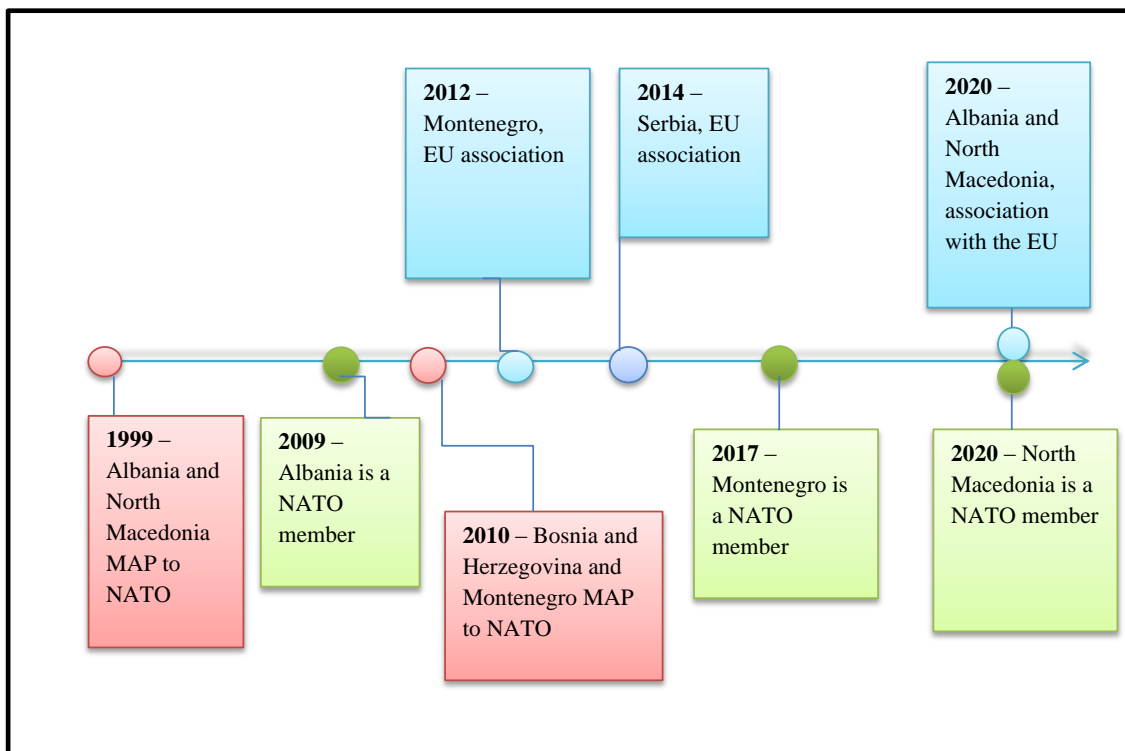 2012 –
Montenegro,
EU association
2014 –
Serbia, EU
association
2020 –
Albania and
North
Macedonia,
association
with the EU
1999 –
Albania and
North
Macedonia
MAP to
NATO
2009 –
Albania is a
NATO
member
2010 – Bosnia and
Herzegovina and
Montenegro MAP
to NATO
2017 –
Montenegro is
a NATO
member
2020 – North
Macedonia is a
NATO member